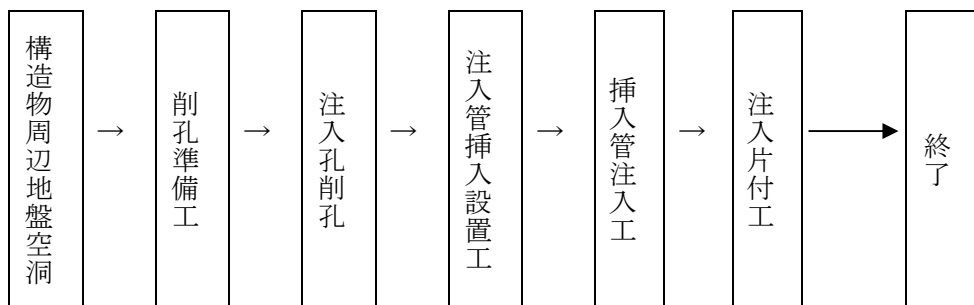 構造物周辺地盤空洞
→
削孔準備工
→
注入孔削孔
→
注入管挿入設置工
→
挿入管注入工
→
注入片付工
終了